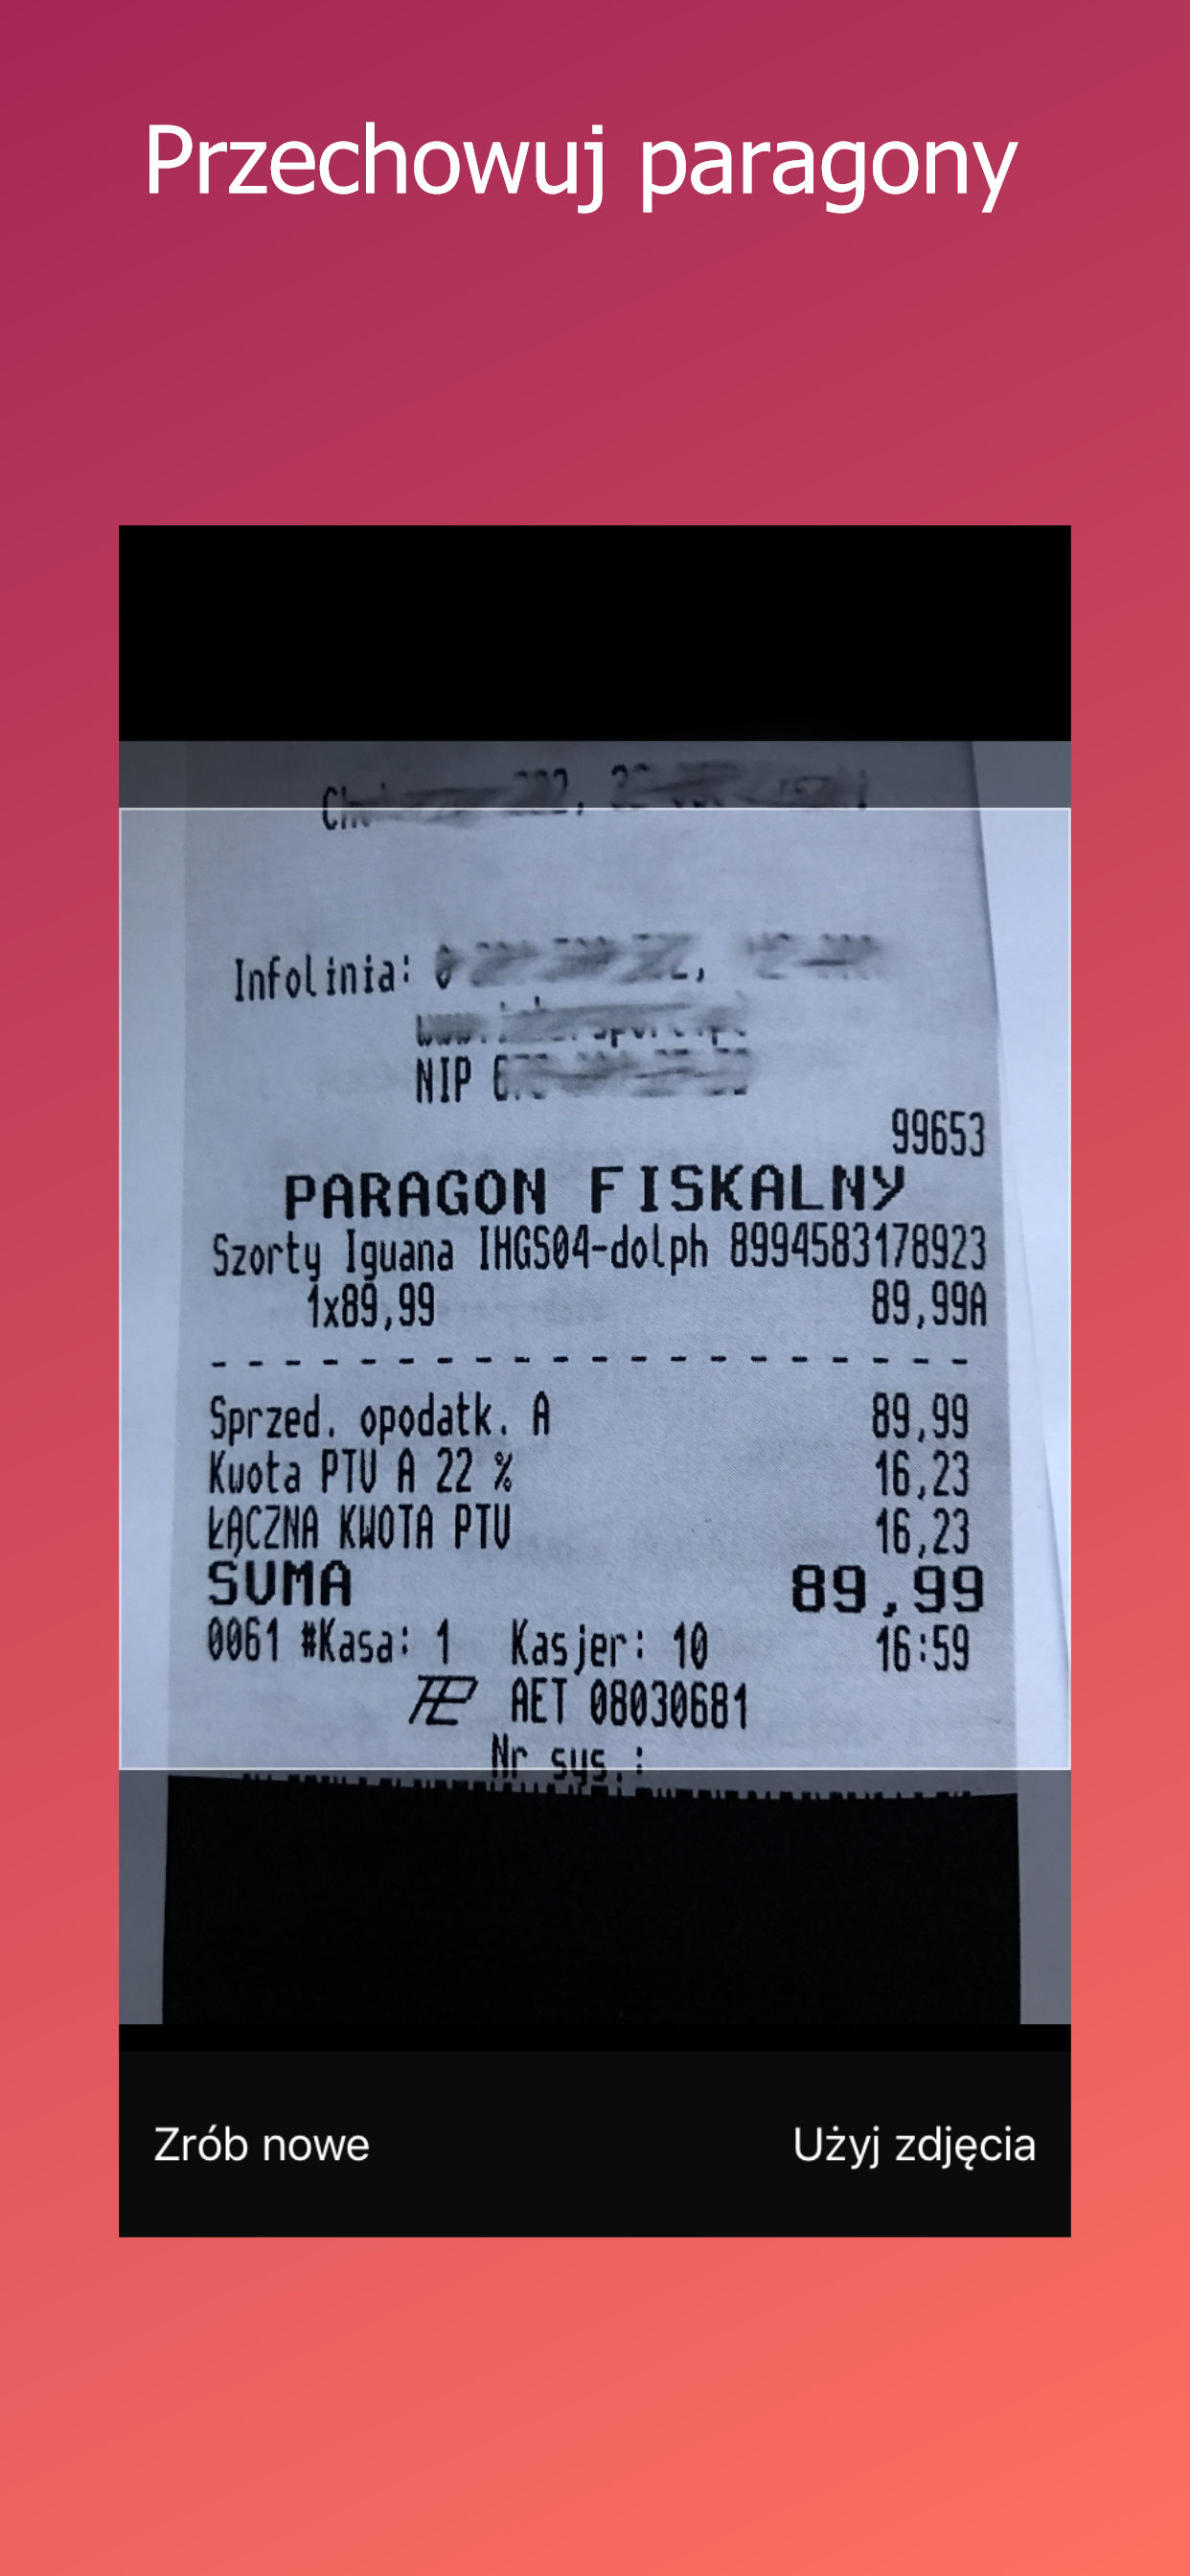 Przechowuj paragony
Infolinia:
NIP
99653
PARAGON FISKALNY
Szorty Iguana IHGS04-dolph 8994583178923
1x89,99 89,99A
Sprzed. opodatk. A 89,99
Kwota PTU A 22 % 16,23
ŁĄCZNA KWOTA PTU 16,23
SUMA 89,99
0061 #Kasa: 1 Kasjer: 10 16:59
AET 08030681
Nr sys.:
Zrób nowe Użyj zdjęcia